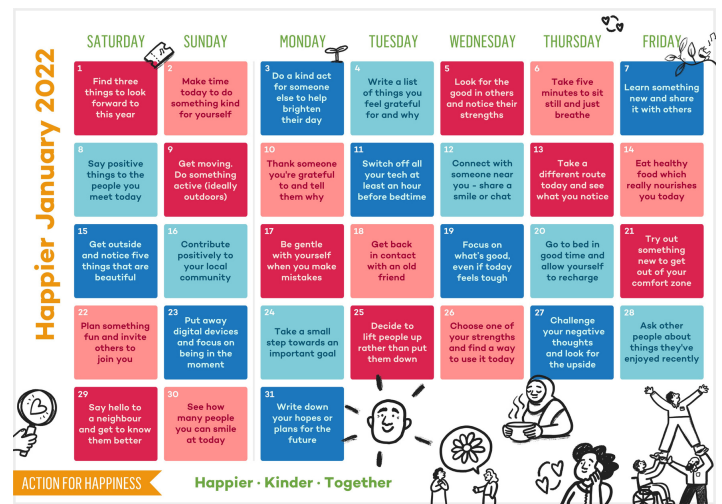 Happier January 2022
SATURDAY
SUNDAY
MONDAY
TUESDAY
WEDNESDAY
THURSDAY
FRIDAY
1
Find three
things to look
forward to
this year
2
Make time
today to do
something kind
for yourself
3
Do a kind act
for someone
else to help
brighten
their day
4
Write a list
of things you
feel grateful
for and why
5
Look for the
good in others
and notice their
strengths
6
Take five
minutes to sit
still and just
breathe
7
Learn something
new and share
it with others
8
Say positive
things to the
people you
meet today
9
Get moving.
Do something
active (ideally
outdoors)
10
Thank someone
you're grateful
to and tell
them why
11
Switch off all
your tech at
least an hour
before bedtime
12
Connect with
someone near
you - share a
smile or chat
13
Take a
different route
today and see
what you notice
14
Eat healthy
food which
really nourishes
you today
15
Get outside
and notice five
things that are
beautiful
16
Contribute
positively to
your local
community
17
Be gentle
with yourself
when you make
mistakes
18
Get back
in contact
with an old
friend
19
Focus on
what's good,
even if today
feels tough
20
Go to bed in
good time and
allow yourself
to recharge
21
Try out
something
new to get
out of your
comfort zone
22
Plan something
fun and invite
others to
join you
23
Put away
digital devices
and focus on
being in the
moment
24
Take a small
step towards an
important goal
25
Decide to
lift people up
rather than put
them down
26
Choose one of
your strengths
and find a way
to use it today
27
Challenge
your negative
thoughts
and look for
the upside
28
Ask other
people about
things they've
enjoyed recently
29
Say hello to
a neighbour
and get to know
them better
30
See how
many people
you can smile
at today
31
Write down
your hopes or
plans for the
future
ACTION FOR HAPPINESS
Happier · Kinder · Together